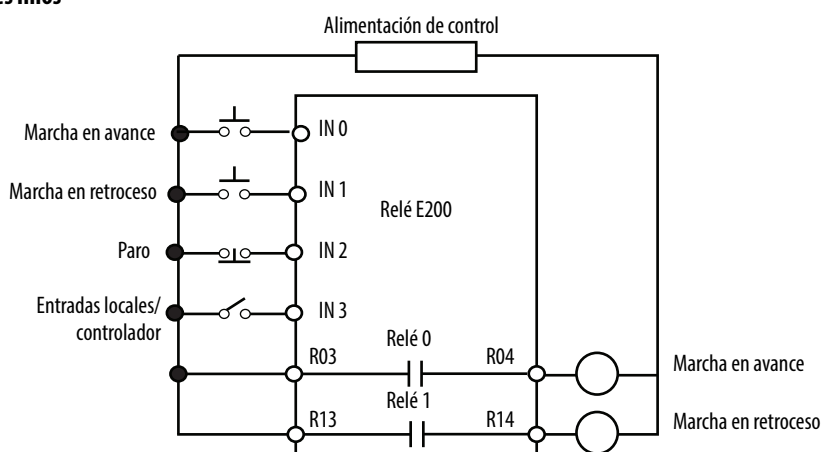 Alimentación de control
Marcha en avance
IN 0
Marcha en retroceso
IN 1
Relé E200
Paro
IN 2
Entradas locales/
controlador
IN 3
Relé 0
R03
R04
Marcha en avance
Relé 1
R13
R14
Marcha en retroceso